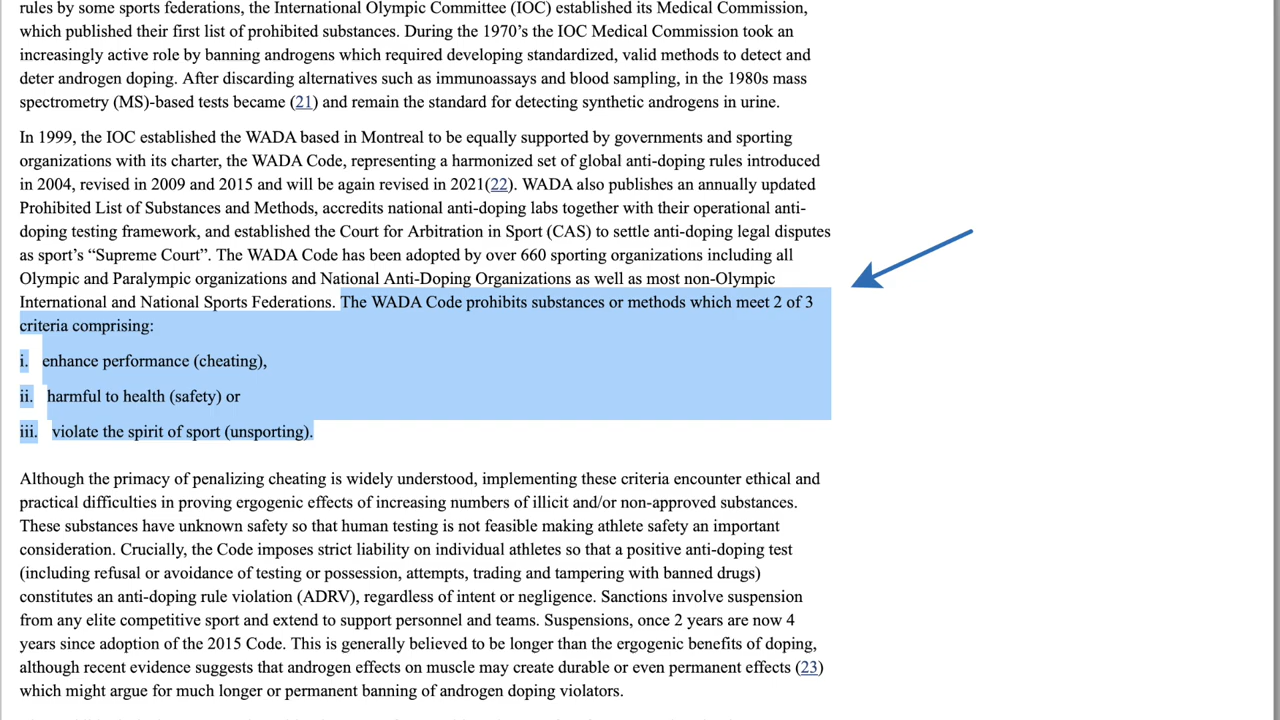 rules by some sports federations, the International Olympic Committee (IOC) established its Medical Commission,
which published their first list of prohibited substances. During the 1970’s the IOC Medical Commission took an
increasingly active role by banning androgens which required developing standardized, valid methods to detect and
deter androgen doping. After discarding alternatives such as immunoassays and blood sampling, in the 1980s mass
spectrometry (MS)-based tests became (21) and remain the standard for detecting synthetic androgens in urine.
In 1999, the IOC established the WADA based in Montreal to be equally supported by governments and sporting
organizations with its charter, the WADA Code, representing a harmonized set of global anti-doping rules introduced
in 2004, revised in 2009 and 2015 and will be again revised in 2021(22). WADA also publishes an annually updated
Prohibited List of Substances and Methods, accredits national anti-doping labs together with their operational anti-
doping testing framework, and established the Court for Arbitration in Sport (CAS) to settle anti-doping legal disputes
as sport’s “Supreme Court”. The WADA Code has been adopted by over 660 sporting organizations including all
Olympic and Paralympic organizations and National Anti-Doping Organizations as well as most non-Olympic
International and National Sports Federations. The WADA Code prohibits substances or methods which meet 2 of 3
criteria comprising:
i. enhance performance (cheating),
ii. harmful to health (safety) or
iii. violate the spirit of sport (unsporting).
Although the primacy of penalizing cheating is widely understood, implementing these criteria encounter ethical and
practical difficulties in proving ergogenic effects of increasing numbers of illicit and/or non-approved substances.
These substances have unknown safety so that human testing is not feasible making athlete safety an important
consideration. Crucially, the Code imposes strict liability on individual athletes so that a positive anti-doping test
(including refusal or avoidance of testing or possession, attempts, trading and tampering with banned drugs)
constitutes an anti-doping rule violation (ADRV), regardless of intent or negligence. Sanctions involve suspension
from any elite competitive sport and extend to support personnel and teams. Suspensions, once 2 years are now 4
years since adoption of the 2015 Code. This is generally believed to be longer than the ergogenic benefits of doping,
although recent evidence suggests that androgen effects on muscle may create durable or even permanent effects (23)
which might argue for much longer or permanent banning of androgen doping violators.